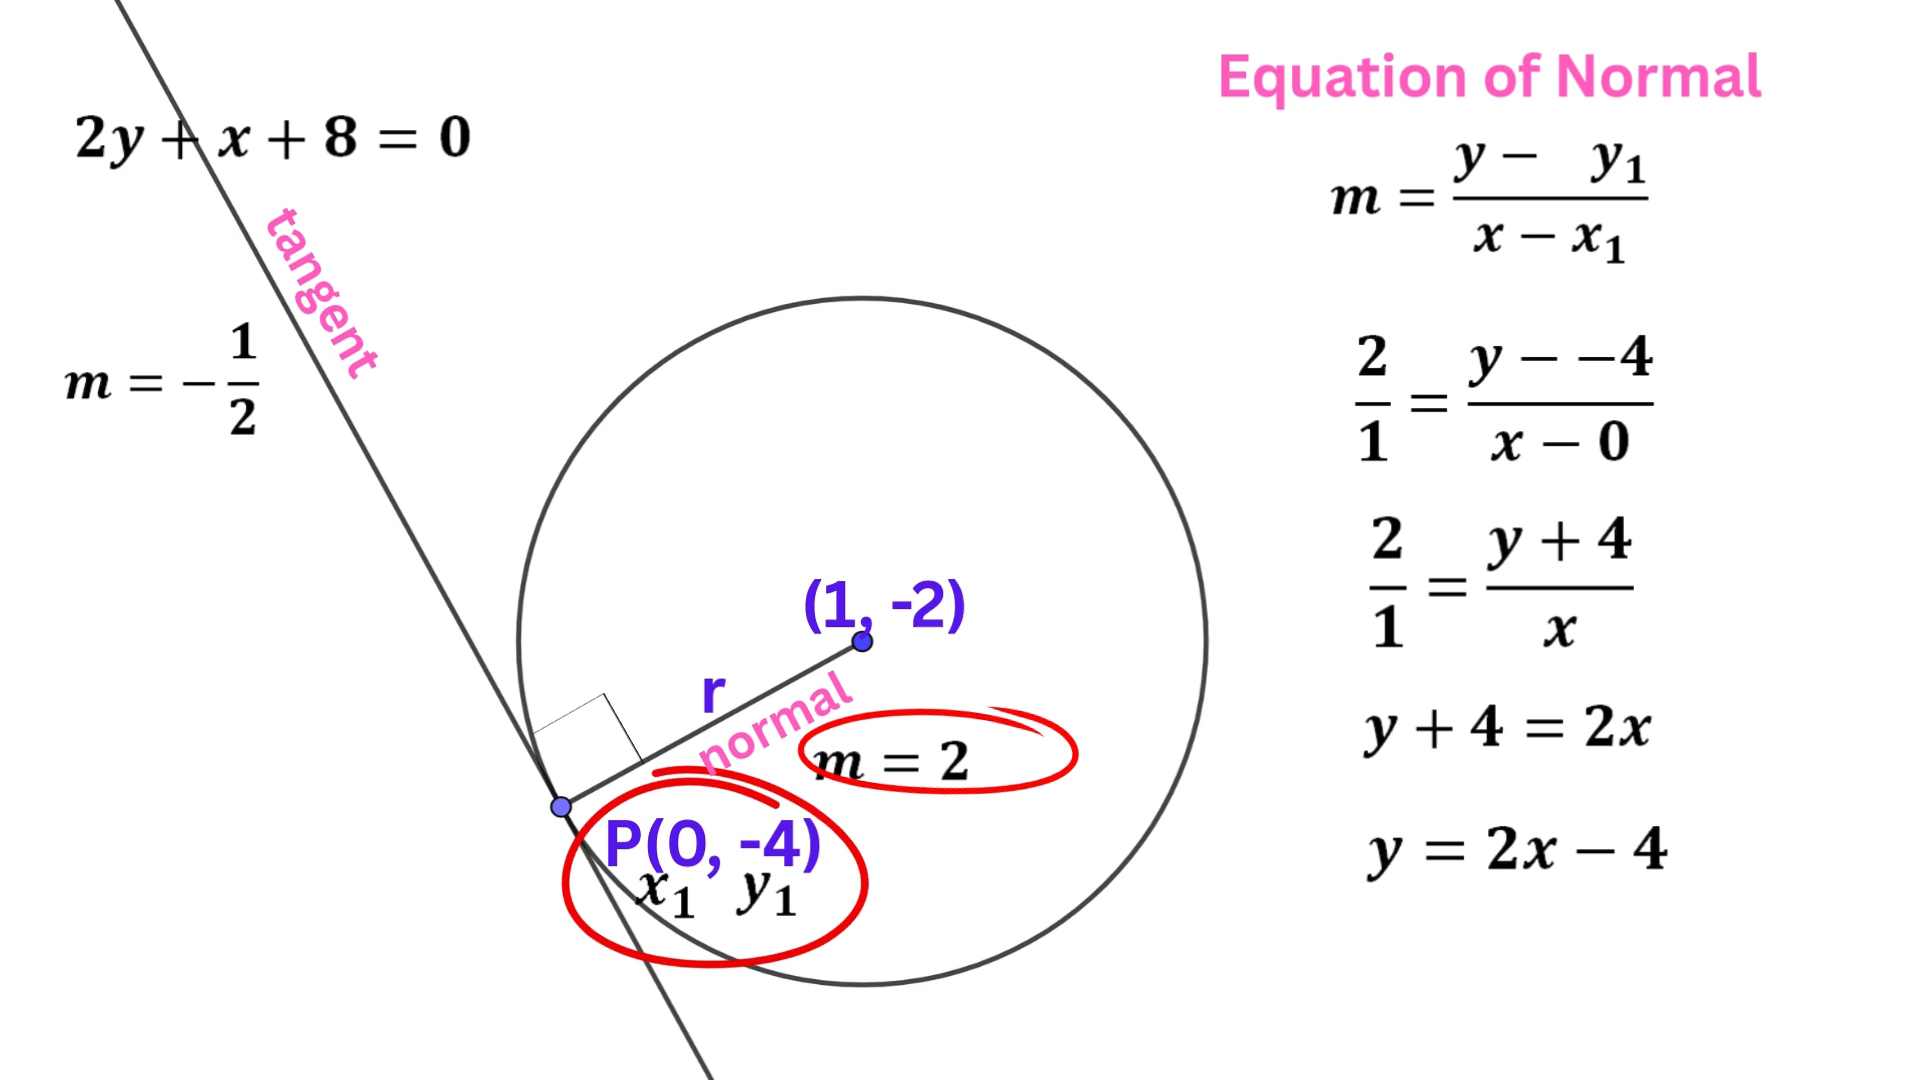 2y + x + 8 = 0
tangent
m = -1/2
(1, -2)
r
normal
m = 2
P(0, -4)
x₁ y₁
Equation of Normal
m = (y - y₁)/(x - x₁)
2/1 = (y - -4)/(x - 0)
2/1 = (y + 4)/x
y + 4 = 2x
y = 2x - 4